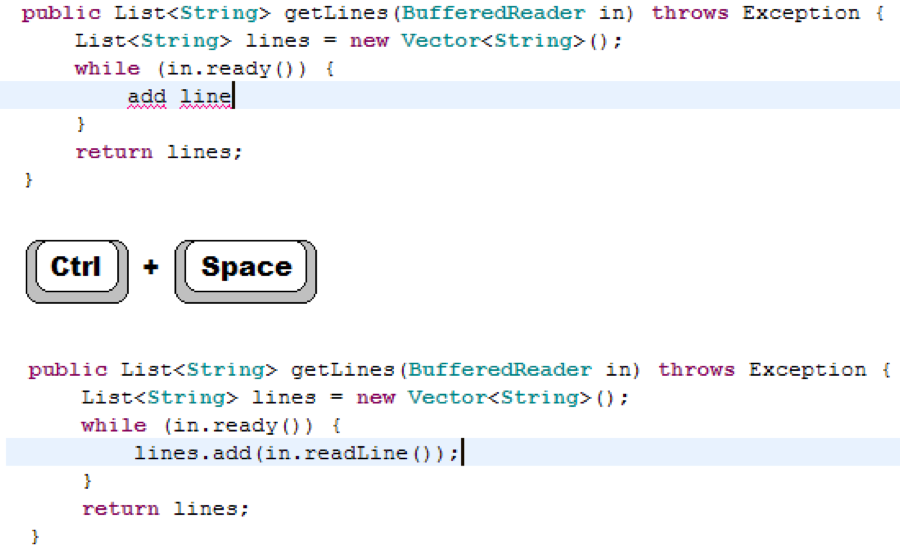 public List<String> getLines(BufferedReader in) throws Exception {
List<String> lines = new Vector<String>();
while (in.ready()) {
add line
}
return lines;
}
Ctrl + Space
public List<String> getLines(BufferedReader in) throws Exception {
List<String> lines = new Vector<String>();
while (in.ready()) {
lines.add(in.readLine());
}
return lines;
}